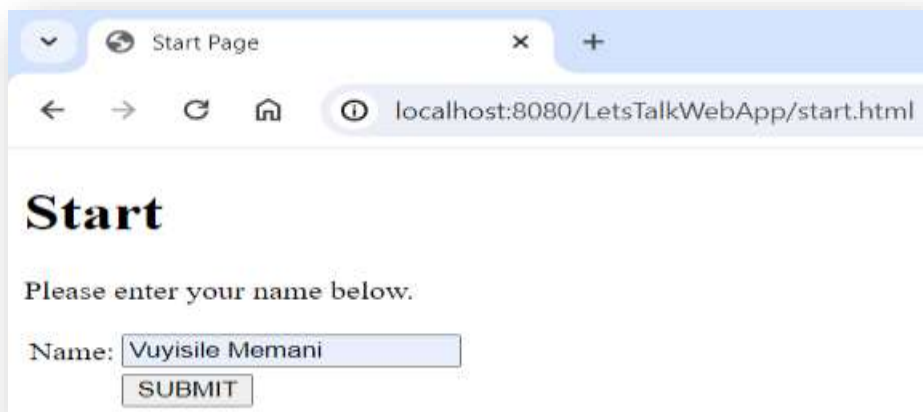 Start Page
localhost:8080/LetsTalkWebApp/start.html
Start
Please enter your name below.
Name: Vuyisile Memani
SUBMIT